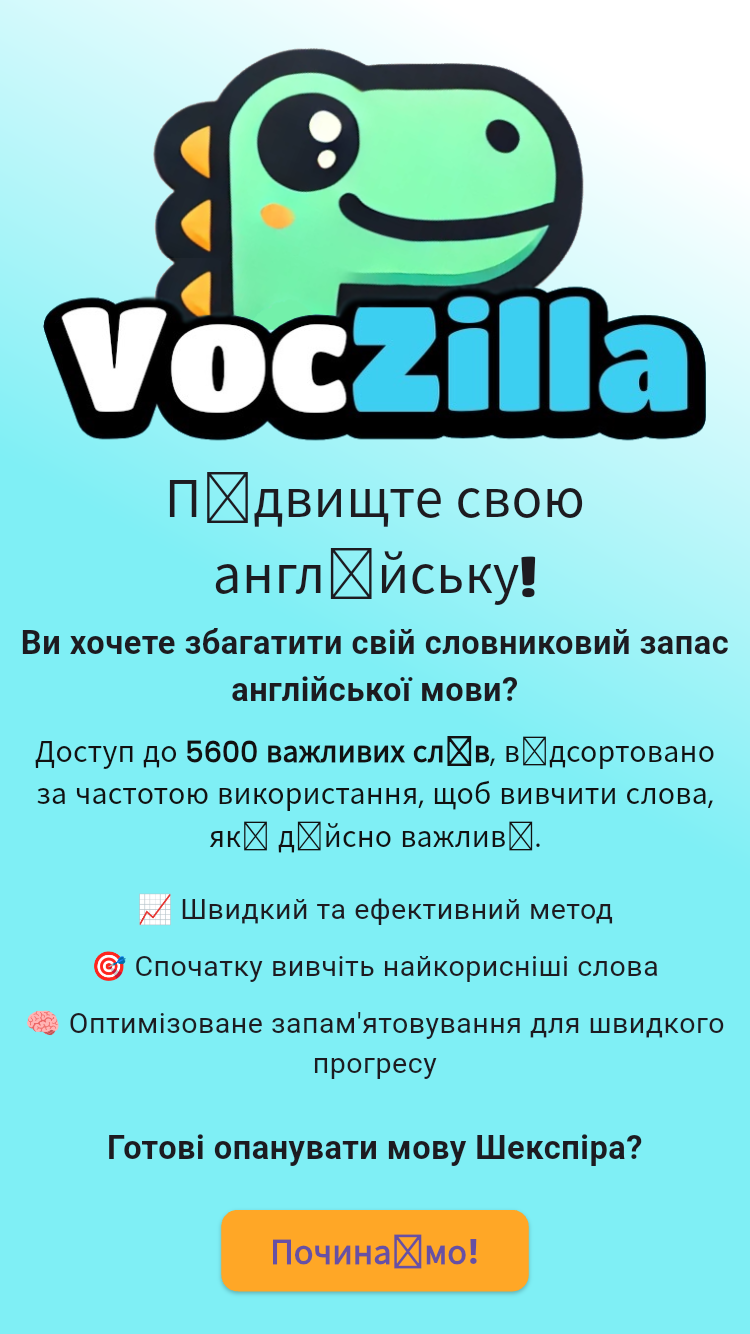 VocZilla
П☒двищте свою
англ☒йську!
Ви хочете збагатити свій словниковий запас
англійської мови?
Доступ до 5600 важливих сл☒в, в☒дсортовано
за частотою використання, щоб вивчити слова,
як☒ д☒йсно важлив☒.
📈 Швидкий та ефективний метод
🎯 Спочатку вивчіть найкорисніші слова
🧠 Оптимізоване запам'ятовування для швидкого
прогресу
Готові опанувати мову Шекспіра?
Почина☒мо!